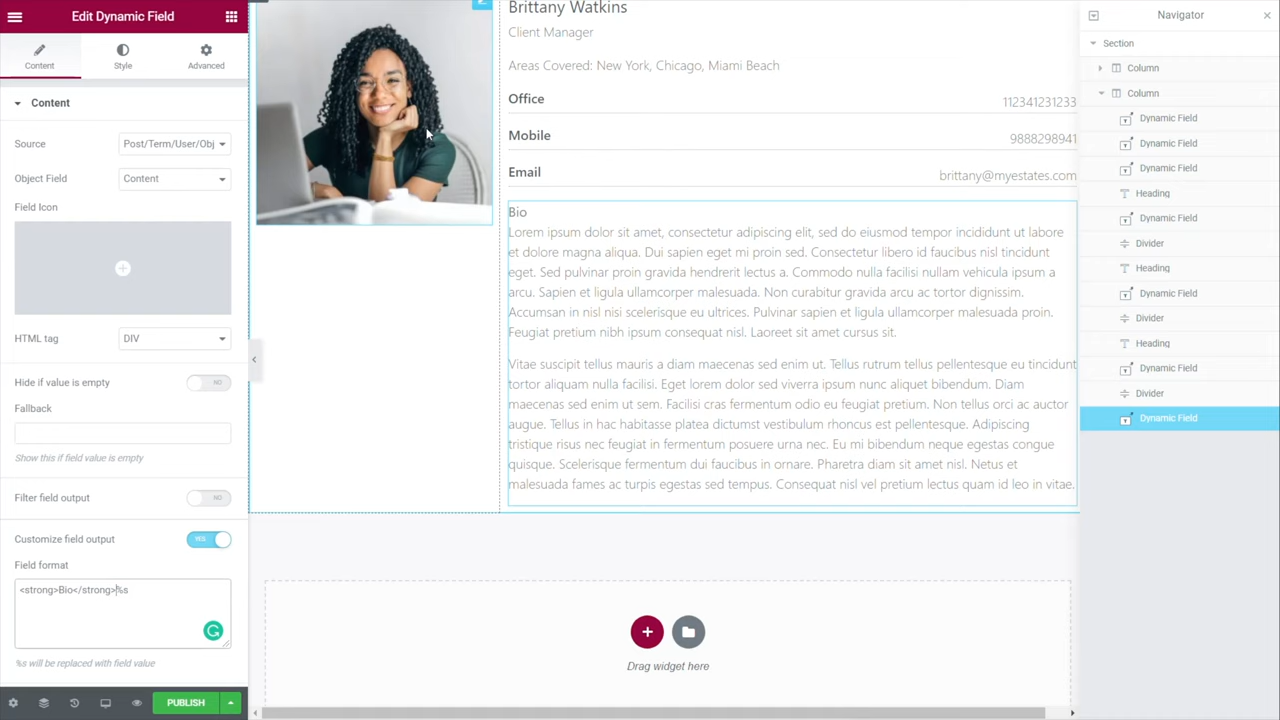 Edit Dynamic Field
Content
Style
Advanced
Content
Source
Post/Term/User/Obj
Object Field
Content
Field Icon
HTML tag
DIV
Hide if value is empty
NO
Fallback
Show this if field value is empty
Filter field output
NO
Customize field output
YES
Field format
<strong>Bio</strong>%s
%s will be replaced with field value
PUBLISH
Brittany Watkins
Client Manager
Areas Covered: New York, Chicago, Miami Beach
Office
112341231233
Mobile
9888298941
Email
brittany@myestates.com
Bio
Lorem ipsum dolor sit amet, consectetur adipiscing elit, sed do eiusmod tempor incididunt ut labore
et dolore magna aliqua. Dui sapien eget mi proin sed. Consectetur libero id faucibus nisl tincidunt
eget. Sed pulvinar proin gravida hendrerit lectus a. Commodo nulla facilisi nullam vehicula ipsum a
arcu. Sapien et ligula ullamcorper malesuada. Non curabitur gravida arcu ac tortor dignissim.
Accumsan in nisl nisi scelerisque eu ultrices. Pulvinar sapien et ligula ullamcorper malesuada proin.
Feugiat pretium nibh ipsum consequat nisl. Laoreet sit amet cursus sit.
Vitae suscipit tellus mauris a diam maecenas sed enim ut. Tellus rutrum tellus pellentesque eu tincidunt
tortor aliquam nulla facilisi. Eget lorem dolor sed viverra ipsum nunc aliquet bibendum. Diam
maecenas sed enim ut sem. Facilisi cras fermentum odio eu feugiat pretium. Non tellus orci ac auctor
augue. Tellus in hac habitasse platea dictumst vestibulum rhoncus est pellentesque. Adipiscing
tristique risus nec feugiat in fermentum posuere urna nec. Eu mi bibendum neque egestas congue
quisque. Scelerisque fermentum dui faucibus in ornare. Pharetra diam sit amet nisl. Netus et
malesuada fames ac turpis egestas sed tempus. Consequat nisl vel pretium lectus quam id leo in vitae.
Drag widget here
Navigator
Section
Column
Column
Dynamic Field
Dynamic Field
Dynamic Field
Heading
Dynamic Field
Divider
Heading
Dynamic Field
Divider
Heading
Dynamic Field
Divider
Dynamic Field